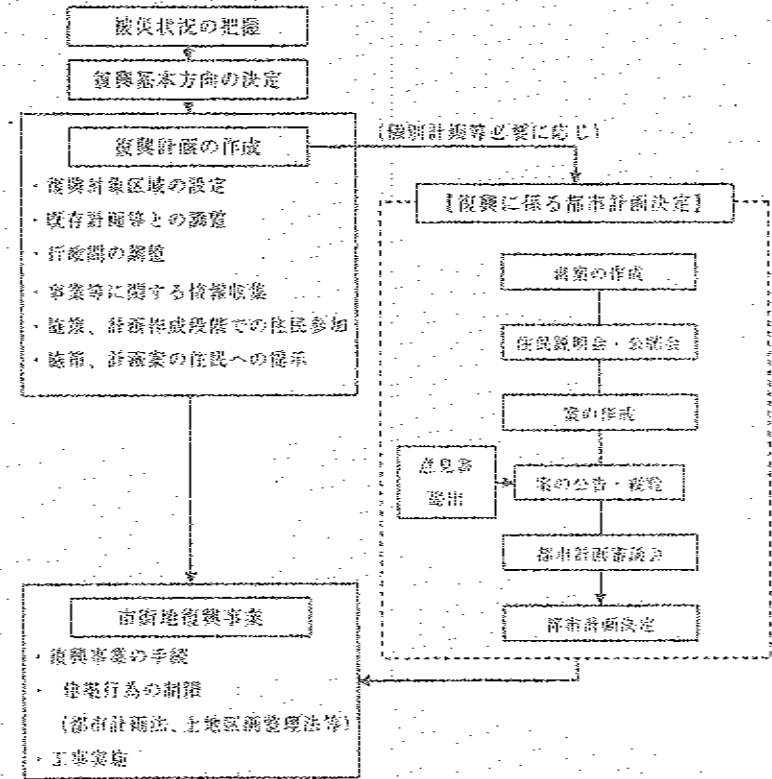 被災状況の把握
復興基本方向の決定
復興計画の作成
(個別計画等必要に応じ)
・復興対象区域の設定
・既存計画等との調整
・行政間の調整
・事業等に関する情報収集
・随時、計画作成段階での住民参加
・随時、計画案の住民への提示
【復興に係る都市計画決定】
素案の作成
住民説明会・公聴会
案の作成
意見書
提出
案の公告・縦覧
都市計画審議会
都市計画決定
市街地復興事業
・復興事業の手続
・建築行為の制限
(都市計画法、土地区画整理法等)
・工事実施